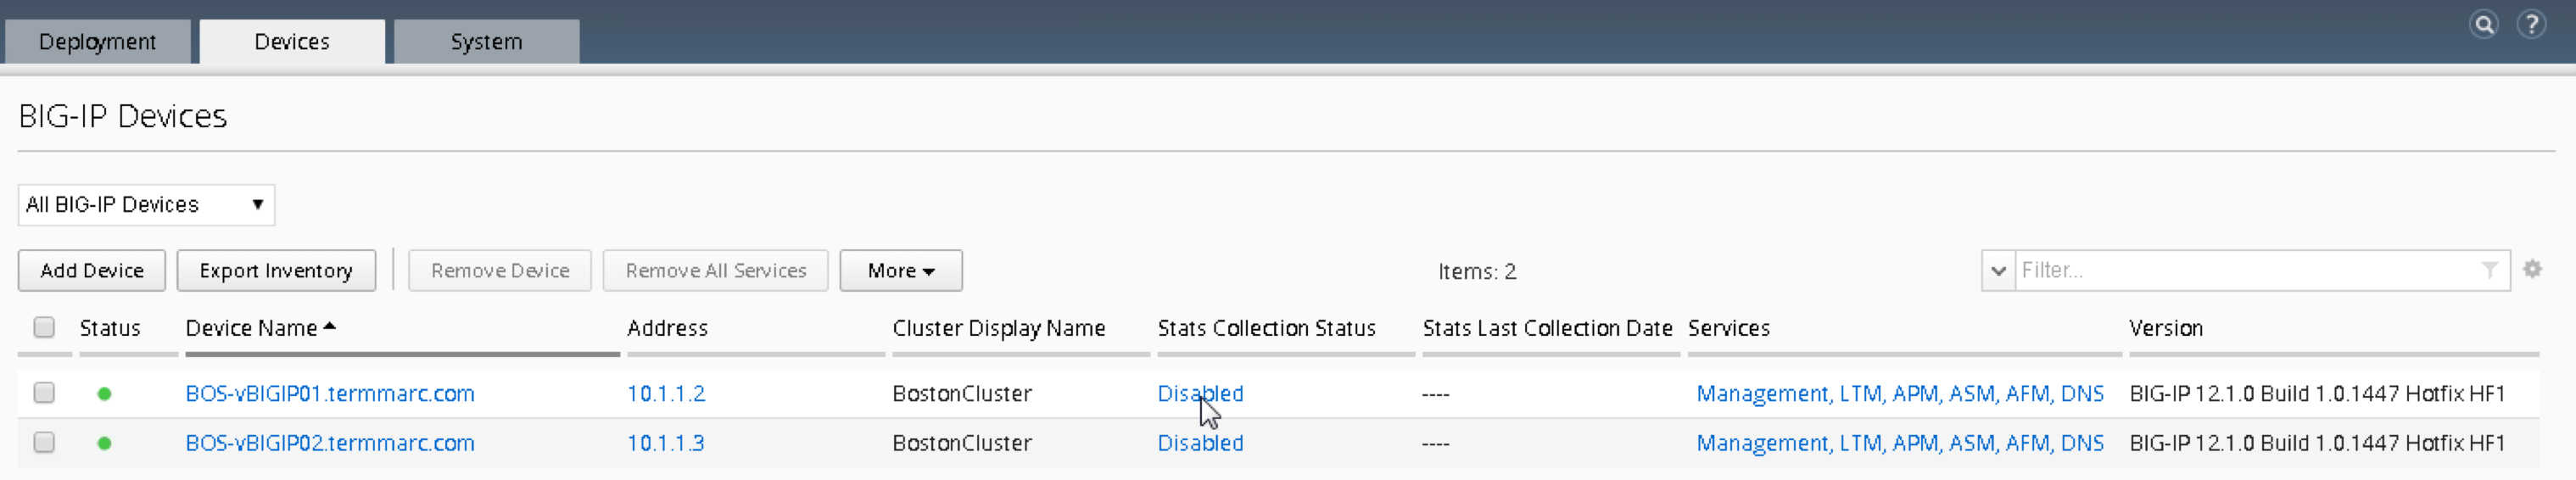 Deployment Devices System
BIG-IP Devices
All BIG-IP Devices
Add Device Export Inventory Remove Device Remove All Services More Items: 2 Filter...
Status Device Name Address Cluster Display Name Stats Collection Status Stats Last Collection Date Services Version
BOS-vBIGIP01.termmarc.com 10.1.1.2 BostonCluster Disabled ---- Management, LTM, APM, ASM, AFM, DNS BIG-IP 12.1.0 Build 1.0.1447 Hotfix HF1
BOS-vBIGIP02.termmarc.com 10.1.1.3 BostonCluster Disabled ---- Management, LTM, APM, ASM, AFM, DNS BIG-IP 12.1.0 Build 1.0.1447 Hotfix HF1